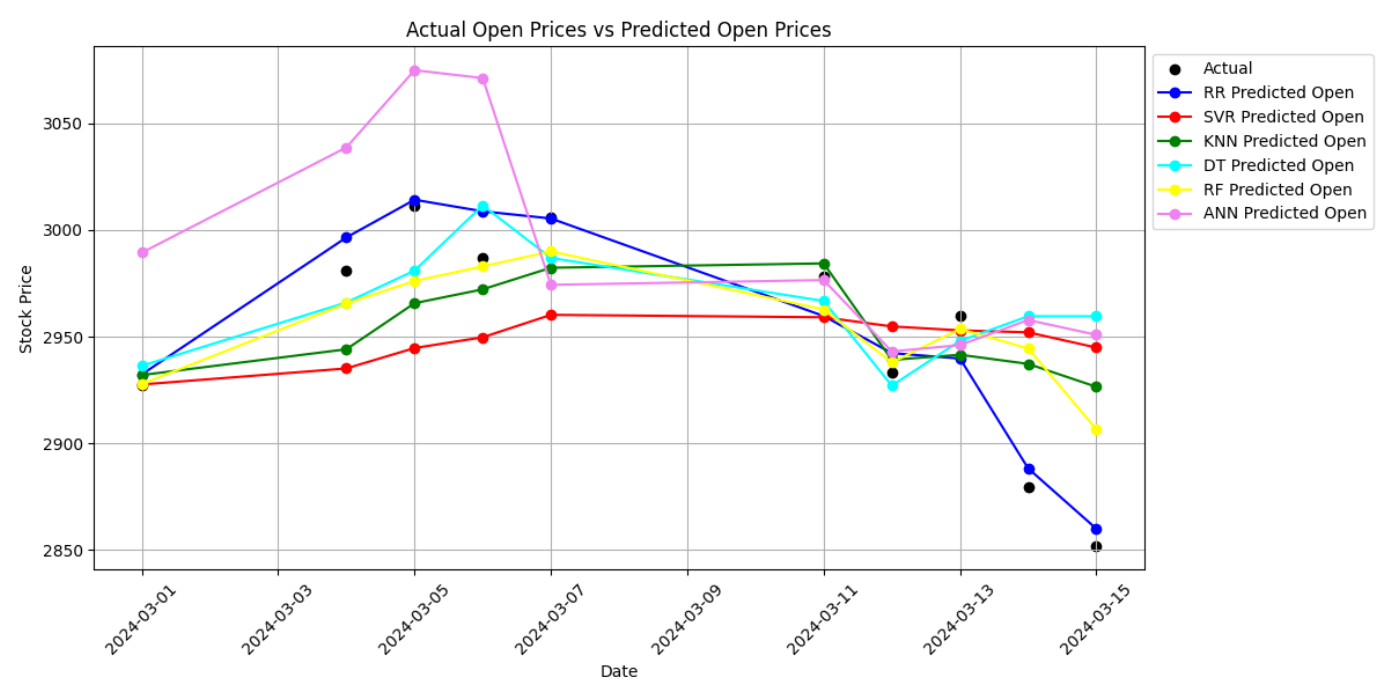 Actual Open Prices vs Predicted Open Prices
Actual
RR Predicted Open
SVR Predicted Open
KNN Predicted Open
DT Predicted Open
RF Predicted Open
ANN Predicted Open
Stock Price
3050
3000
2950
2900
2850
2024-03-01
2024-03-03
2024-03-05
2024-03-07
2024-03-09
2024-03-11
2024-03-13
2024-03-15
Date